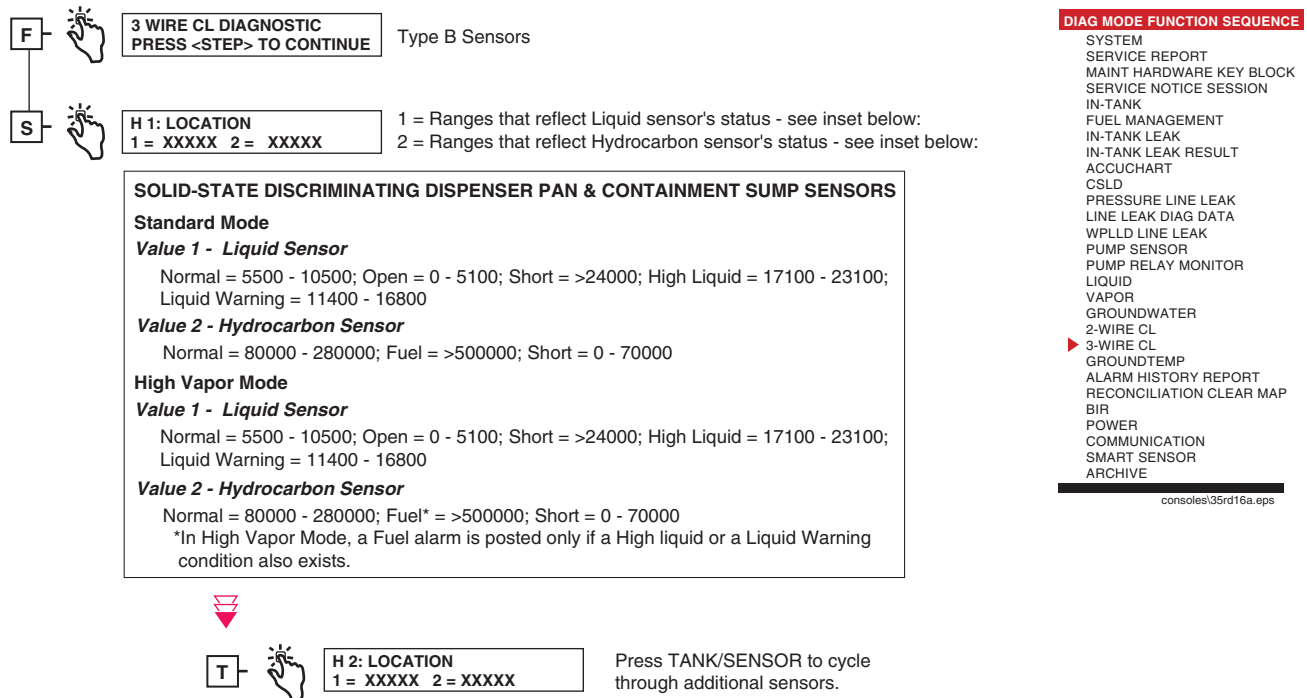 F
3 WIRE CL DIAGNOSTIC
PRESS <STEP> TO CONTINUE
Type B Sensors
S
H 1: LOCATION
1 = XXXXX 2 = XXXXX
1 = Ranges that reflect Liquid sensor's status - see inset below:
2 = Ranges that reflect Hydrocarbon sensor's status - see inset below:
SOLID-STATE DISCRIMINATING DISPENSER PAN & CONTAINMENT SUMP SENSORS
Standard Mode
Value 1 - Liquid Sensor
Normal = 5500 - 10500; Open = 0 - 5100; Short = >24000; High Liquid = 17100 - 23100;
Liquid Warning = 11400 - 16800
Value 2 - Hydrocarbon Sensor
Normal = 80000 - 280000; Fuel = >500000; Short = 0 - 70000
High Vapor Mode
Value 1 - Liquid Sensor
Normal = 5500 - 10500; Open = 0 - 5100; Short = >24000; High Liquid = 17100 - 23100;
Liquid Warning = 11400 - 16800
Value 2 - Hydrocarbon Sensor
Normal = 80000 - 280000; Fuel* = >500000; Short = 0 - 70000
*In High Vapor Mode, a Fuel alarm is posted only if a High liquid or a Liquid Warning
condition also exists.
T
H 2: LOCATION
1 = XXXXX 2 = XXXXX
Press TANK/SENSOR to cycle
through additional sensors.
DIAG MODE FUNCTION SEQUENCE
SYSTEM
SERVICE REPORT
MAINT HARDWARE KEY BLOCK
SERVICE NOTICE SESSION
IN-TANK
FUEL MANAGEMENT
IN-TANK LEAK
IN-TANK LEAK RESULT
ACCUCHART
CSLD
PRESSURE LINE LEAK
LINE LEAK DIAG DATA
WPLLD LINE LEAK
PUMP SENSOR
PUMP RELAY MONITOR
LIQUID
VAPOR
GROUNDWATER
2-WIRE CL
3-WIRE CL
GROUNDTEMP
ALARM HISTORY REPORT
RECONCILIATION CLEAR MAP
BIR
POWER
COMMUNICATION
SMART SENSOR
ARCHIVE
consoles\35rd16a.eps